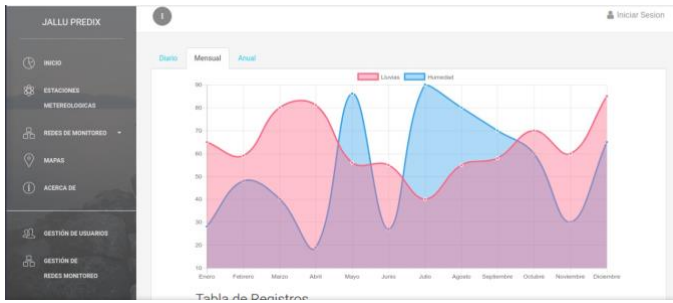 JALLU PREDIX
Iniciar Sesion
INICIO
ESTACIONES
METEREOLOGICAS
REDES DE MONITOREO
MAPAS
ACERCA DE
GESTIÓN DE USUARIOS
GESTIÓN DE
REDES MONITOREO
Diario Mensual Anual
Lluvias Humedad
90
80
70
60
50
40
30
20
10
Enero Febrero Marzo Abril Mayo Junio Julio Agosto Septiembre Octubre Noviembre Diciembre
Tabla de Registros